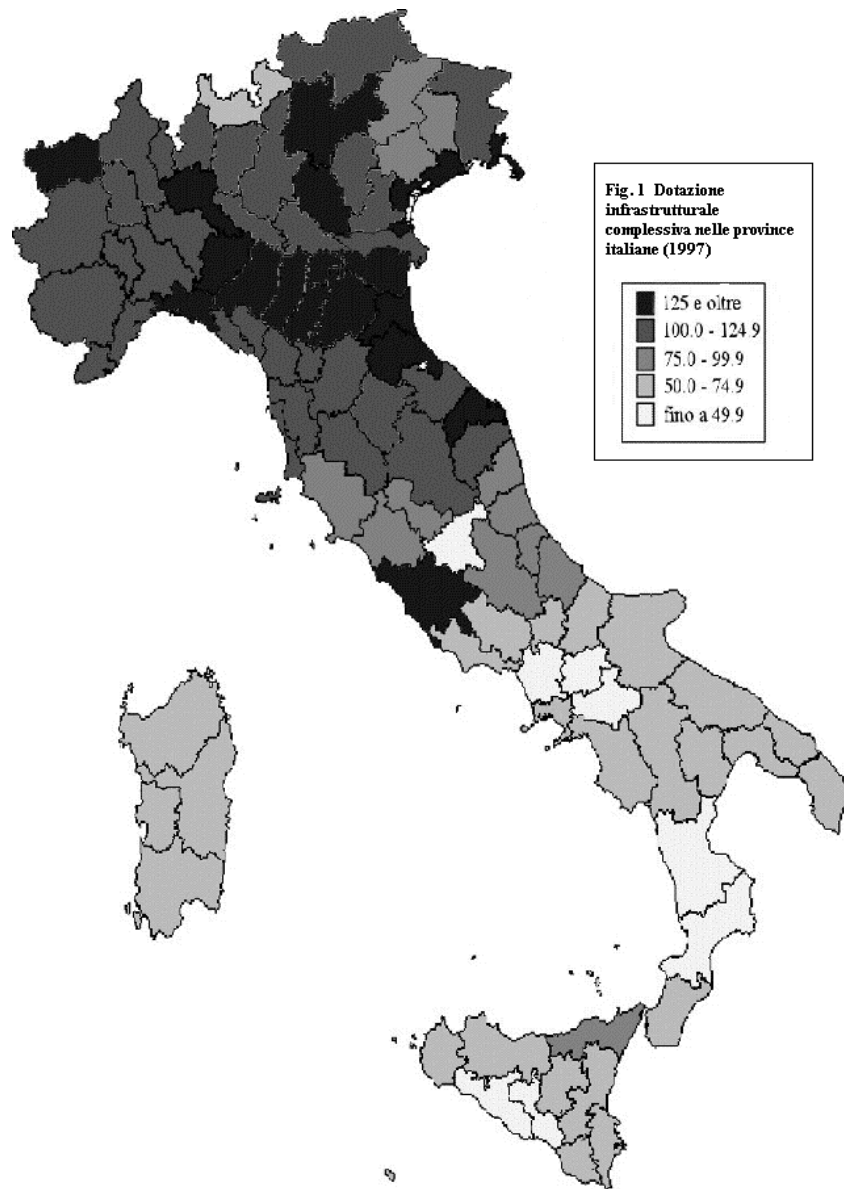 Fig. 1 Dotazione
infrastrutturale
complessiva nelle province
italiane (1997)
125 e oltre
100.0 - 124.9
75.0 - 99.9
50.0 - 74.9
fino a 49.9